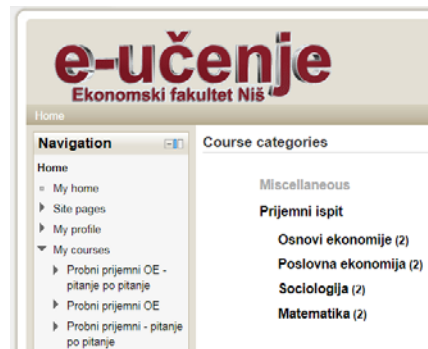 e-učenje
Ekonomski fakultet Niš
Home
Navigation
Home
My home
Site pages
My profile
My courses
Probni prijemni OE -
pitanje po pitanje
Probni prijemni OE
Probni prijemni - pitanje
po pitanje
Course categories
Miscellaneous
Prijemni ispit
Osnovi ekonomije (2)
Poslovna ekonomija (2)
Sociologija (2)
Matematika (2)